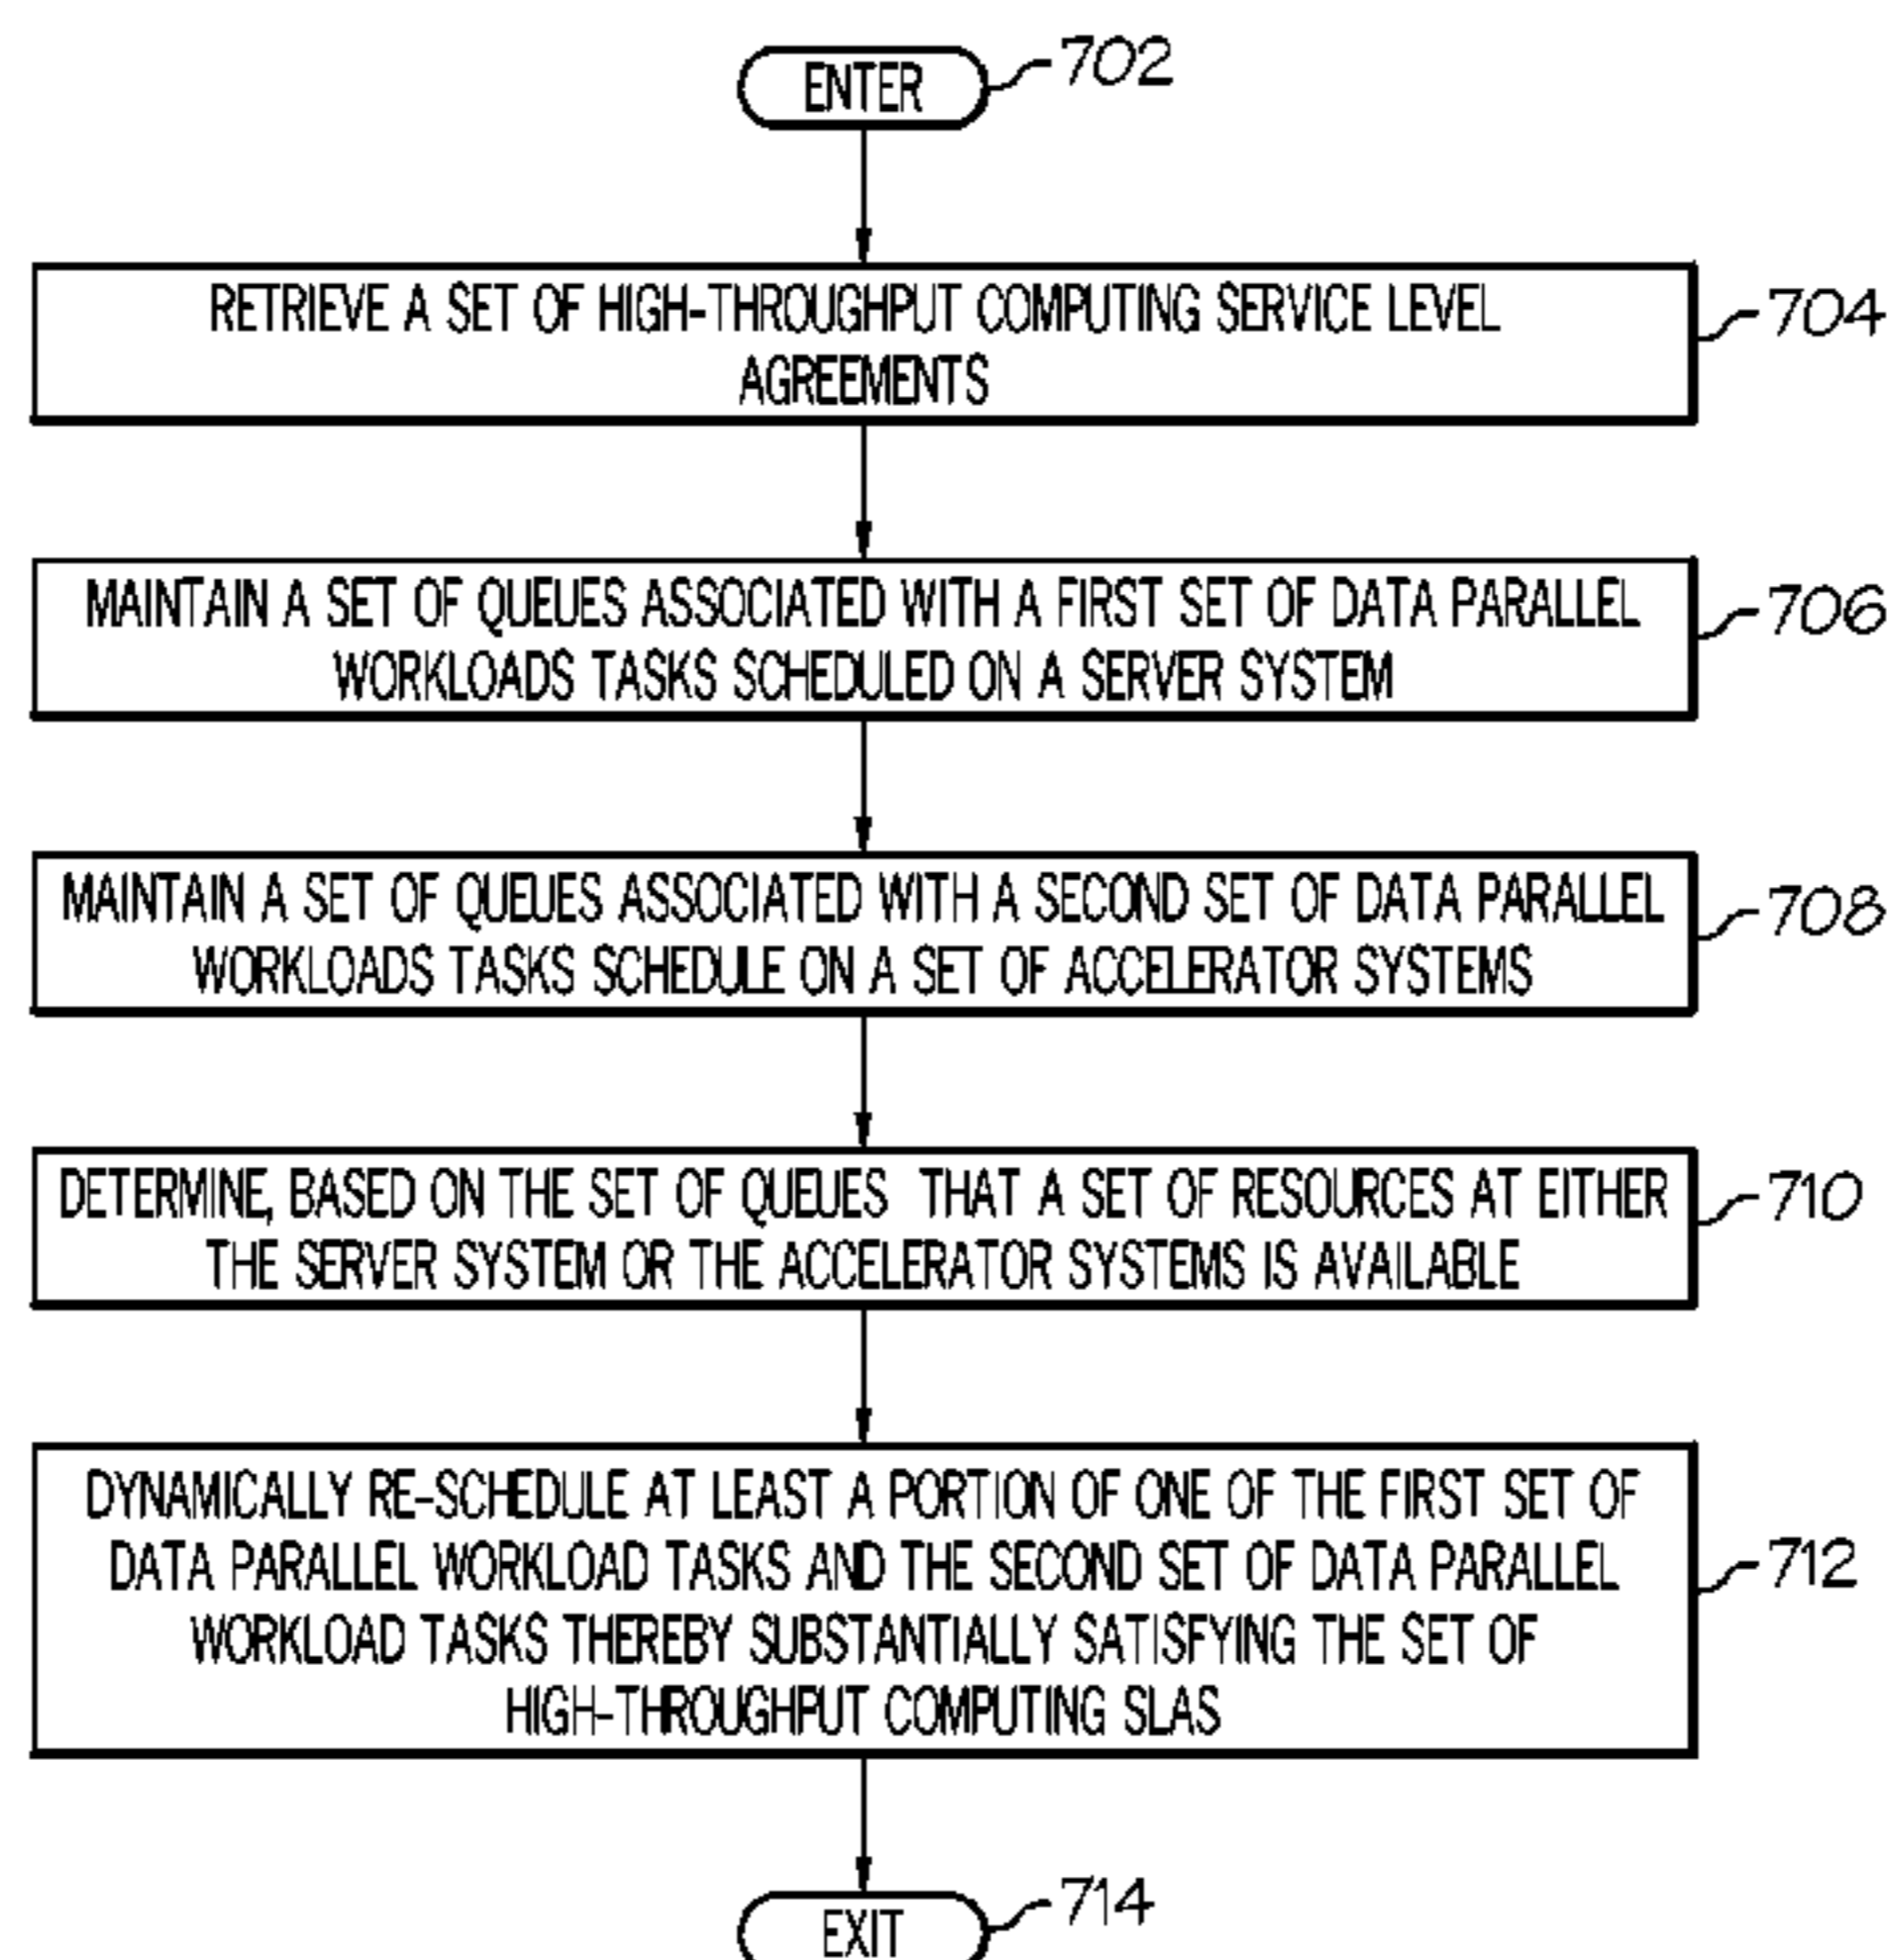 ENTER
702
RETRIEVE A SET OF HIGH-THROUGHPUT COMPUTING SERVICE LEVEL
AGREEMENTS
704
MAINTAIN A SET OF QUEUES ASSOCIATED WITH A FIRST SET OF DATA PARALLEL
WORKLOADS TASKS SCHEDULED ON A SERVER SYSTEM
706
MAINTAIN A SET OF QUEUES ASSOCIATED WITH A SECOND SET OF DATA PARALLEL
WORKLOADS TASKS SCHEDULE ON A SET OF ACCELERATOR SYSTEMS
708
DETERMINE, BASED ON THE SET OF QUEUES THAT A SET OF RESOURCES AT EITHER
THE SERVER SYSTEM OR THE ACCELERATOR SYSTEMS IS AVAILABLE
710
DYNAMICALLY RE-SCHEDULE AT LEAST A PORTION OF ONE OF THE FIRST SET OF
DATA PARALLEL WORKLOAD TASKS AND THE SECOND SET OF DATA PARALLEL
WORKLOAD TASKS THEREBY SUBSTANTIALLY SATISFYING THE SET OF
HIGH-THROUGHPUT COMPUTING SLAS
712
EXIT
714